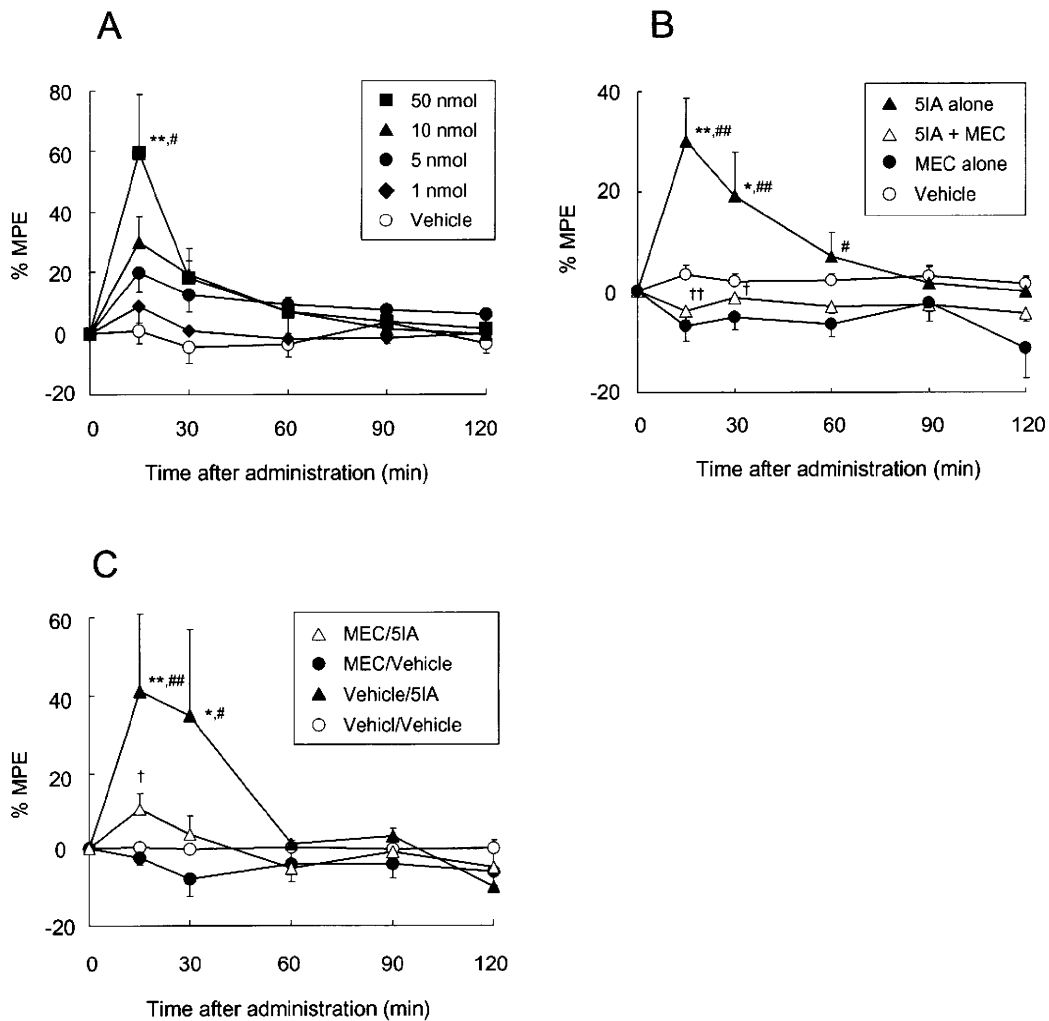 A
% MPE
80
60
40
20
0
-20
**,#
50 nmol
10 nmol
5 nmol
1 nmol
Vehicle
0 30 60 90 120
Time after administration (min)
B
% MPE
40
20
0
-20
**,##
*,##
#
††
†
5IA alone
5IA + MEC
MEC alone
Vehicle
0 30 60 90 120
Time after administration (min)
C
% MPE
60
40
20
0
-20
**,##
*,#
†
MEC/5IA
MEC/Vehicle
Vehicle/5IA
Vehicl/Vehicle
0 30 60 90 120
Time after administration (min)